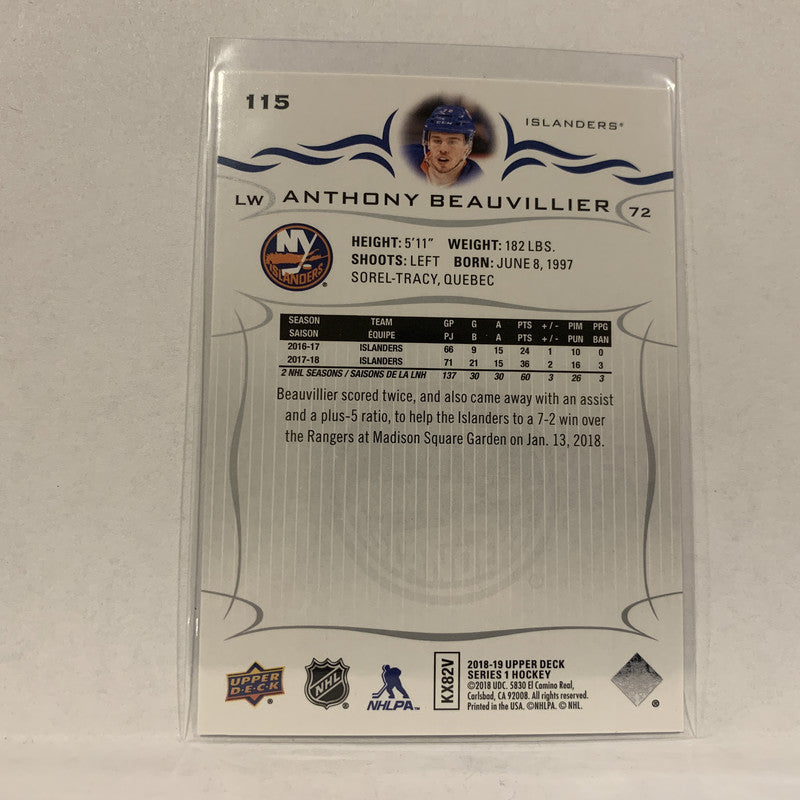 115
ISLANDERS®
LW ANTHONY BEAUVILLIER 72
NY ISLANDERS ®
HEIGHT: 5'11" WEIGHT: 182 LBS.
SHOOTS: LEFT BORN: JUNE 8, 1997
SOREL-TRACY, QUEBEC
SEASON TEAM GP G A PTS +/- PIM PPG
SAISON ÉQUIPE PJ B A PTS +/- PUN BAN
2016-17 ISLANDERS 66 9 15 24 1 10 0
2017-18 ISLANDERS 71 21 15 36 2 16 3
2 NHL SEASONS / SAISONS DE LA LNH 137 30 30 60 3 26 3
Beauvillier scored twice, and also came away with an assist
and a plus-5 ratio, to help the Islanders to a 7-2 win over
the Rangers at Madison Square Garden on Jan. 13, 2018.
UPPER DECK
NHL ®
NHLPA™
KX82V
2018-19 UPPER DECK
SERIES 1 HOCKEY
©2018 UDC. 5830 El Camino Real,
Carlsbad, CA 92008. All rights reserved.
Printed in the USA. ©NHLPA. © NHL.
®